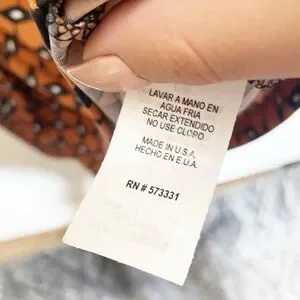 LAVAR A MANO EN
AGUA FRIA
SECAR EXTENDIDO
NO USE CLORO
MADE IN U.S.A.
HECHO EN E.U.A.
RN # 573331